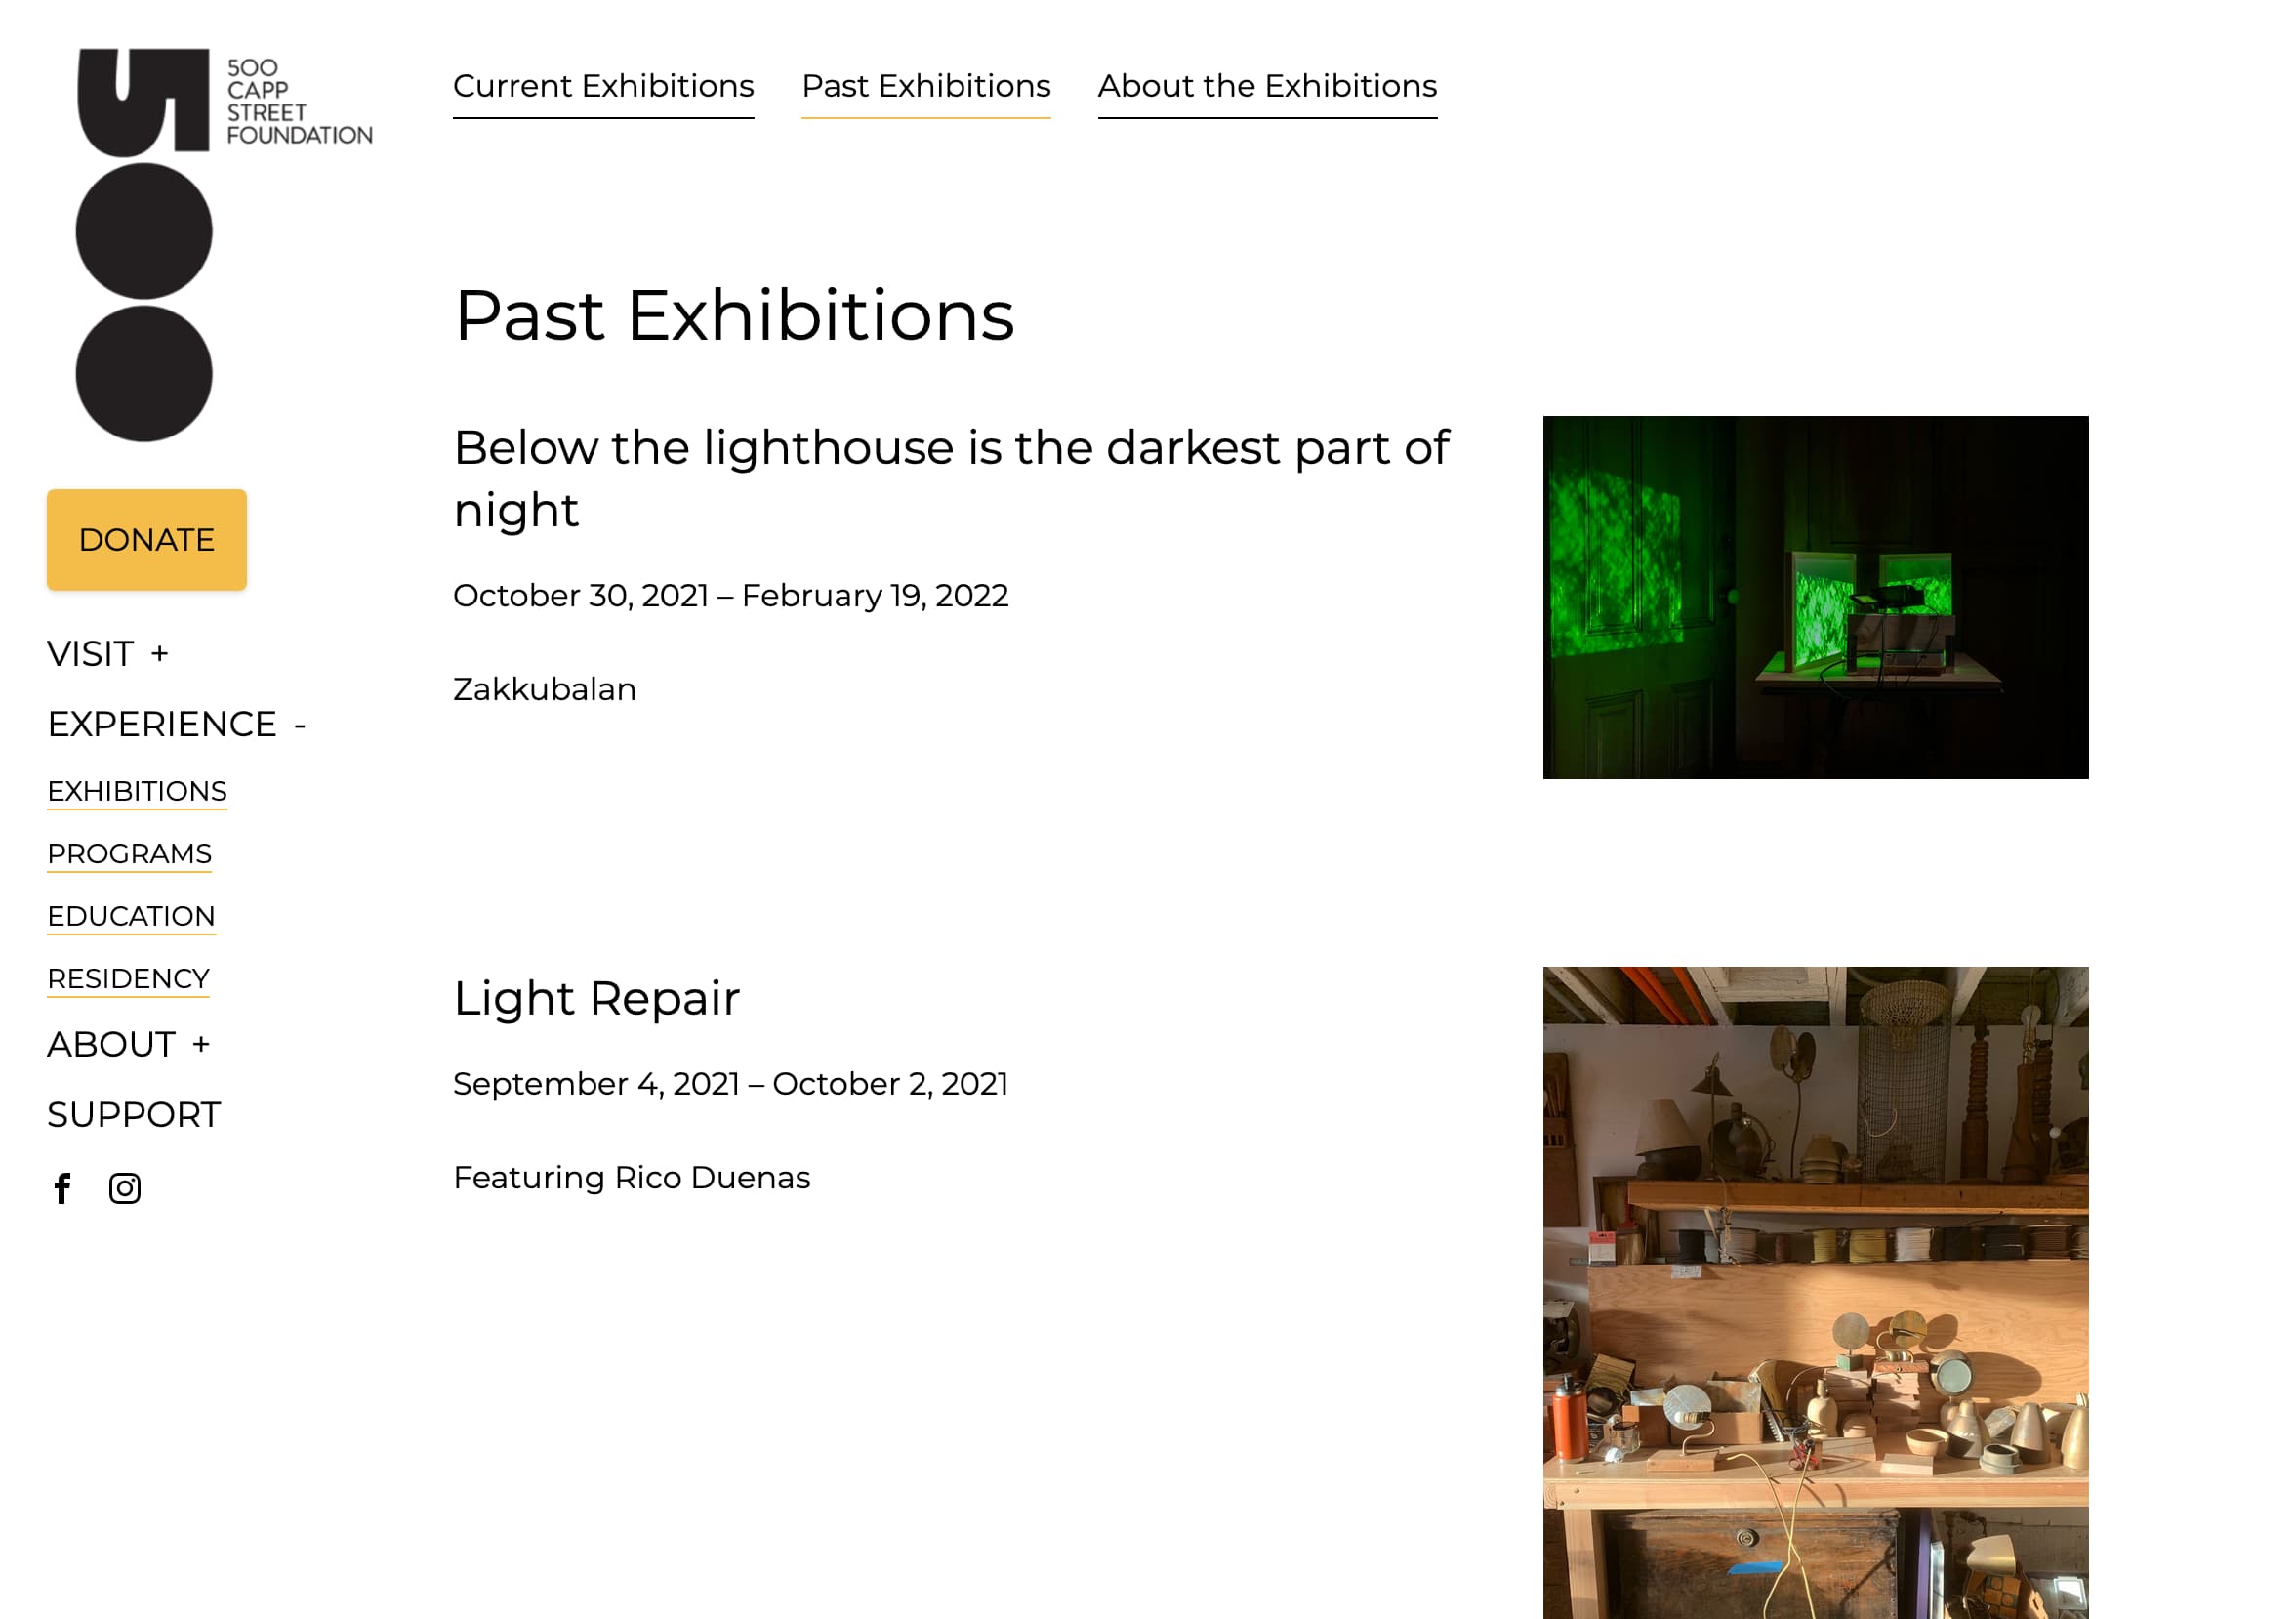 500
CAPP
STREET
FOUNDATION
Current Exhibitions
Past Exhibitions
About the Exhibitions
DONATE
VISIT +
EXPERIENCE -
EXHIBITIONS
PROGRAMS
EDUCATION
RESIDENCY
ABOUT +
SUPPORT
Past Exhibitions
Below the lighthouse is the darkest part of
night
October 30, 2021 – February 19, 2022
Zakkubalan
Light Repair
September 4, 2021 – October 2, 2021
Featuring Rico Duenas